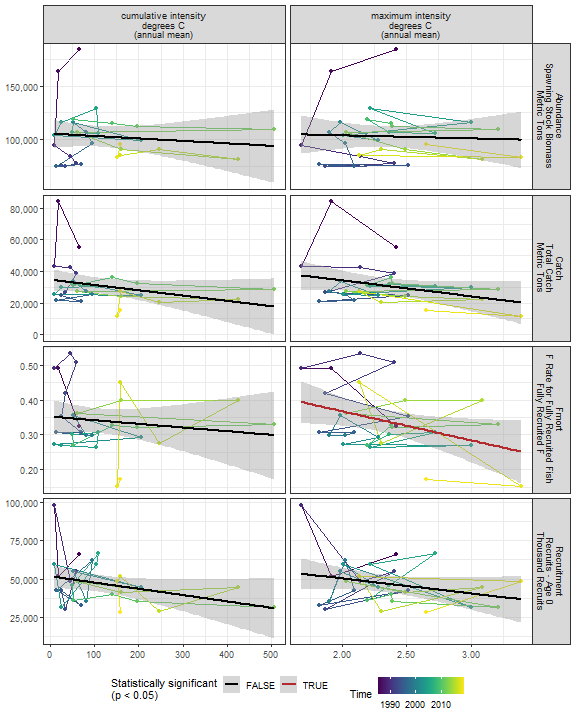 cumulative intensity
degrees C
(annual mean)
maximum intensity
degrees C
(annual mean)
150,000
100,000
Abundance
Spawning Stock Biomass
Metric Tons
80,000
60,000
40,000
20,000
0
Catch
Total Catch
Metric Tons
0.50
0.40
0.30
0.20
Fmort
F Rate for Fully Recruited Fish
Fully Recruited F
100,000
75,000
50,000
25,000
Recruitment
Recruits - Age 0
Thousand Recruits
0 100 200 300 400 500
2.00 2.50 3.00
Statistically significant
(p < 0.05)
FALSE TRUE
Time
1990 2000 2010